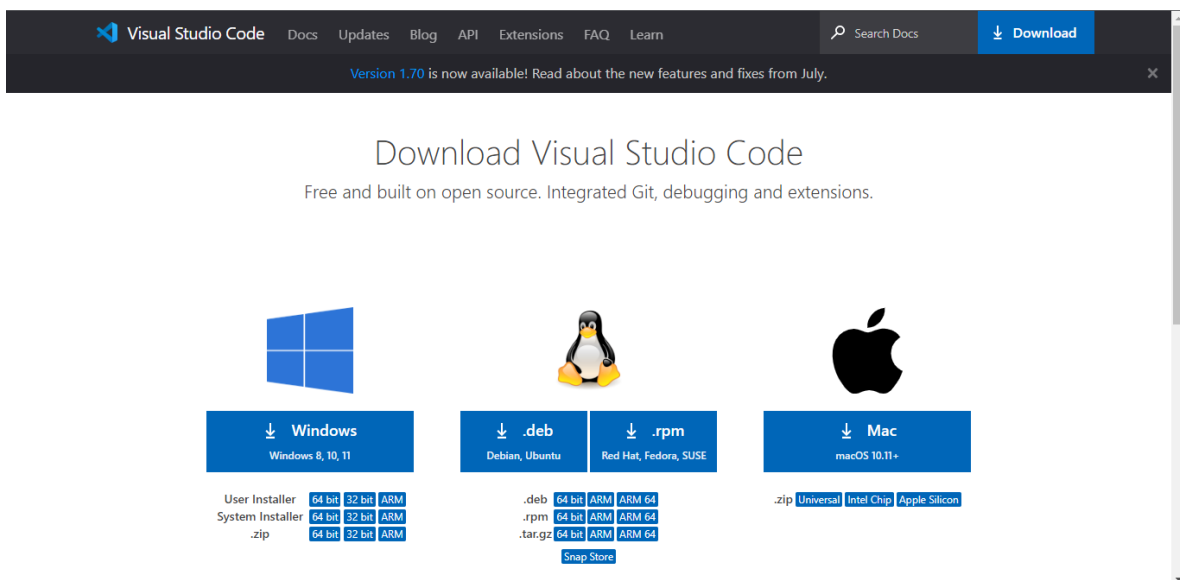 Visual Studio Code Docs Updates Blog API Extensions FAQ Learn Search Docs Download
Version 1.70 is now available! Read about the new features and fixes from July.
Download Visual Studio Code
Free and built on open source. Integrated Git, debugging and extensions.
Windows
Windows 8, 10, 11
.deb
Debian, Ubuntu
.rpm
Red Hat, Fedora, SUSE
Mac
macOS 10.11+
User Installer 64 bit 32 bit ARM
System Installer 64 bit 32 bit ARM
.zip 64 bit 32 bit ARM
.deb 64 bit ARM ARM 64
.rpm 64 bit ARM ARM 64
.tar.gz 64 bit ARM ARM 64
Snap Store
.zip Universal Intel Chip Apple Silicon